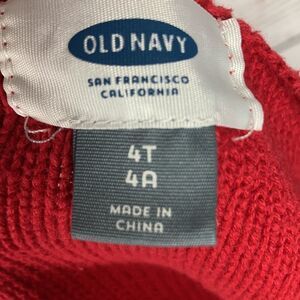 OLD NAVY
SAN FRANCISCO
CALIFORNIA
4T
4A
MADE IN
CHINA